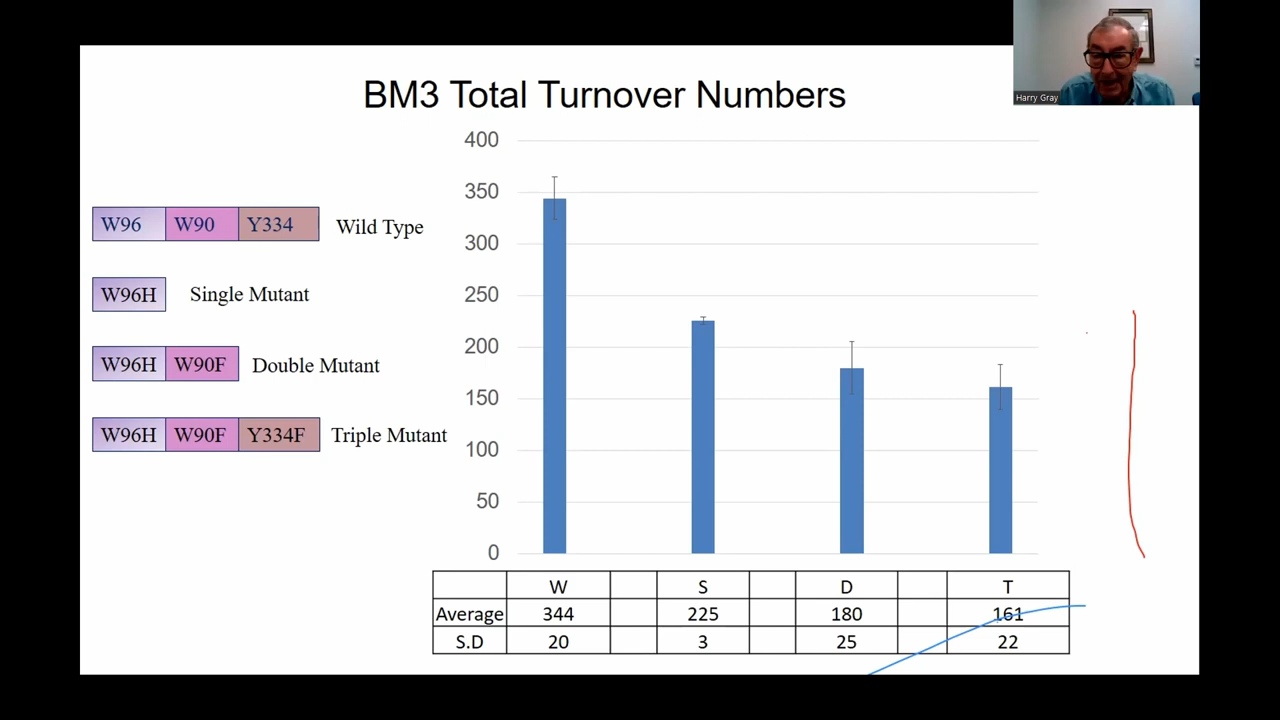 Harry Gray
BM3 Total Turnover Numbers
W96 W90 Y334 Wild Type
W96H Single Mutant
W96H W90F Double Mutant
W96H W90F Y334F Triple Mutant
400
350
300
250
200
150
100
50
0
W S D T
Average 344 225 180 161
S.D 20 3 25 22